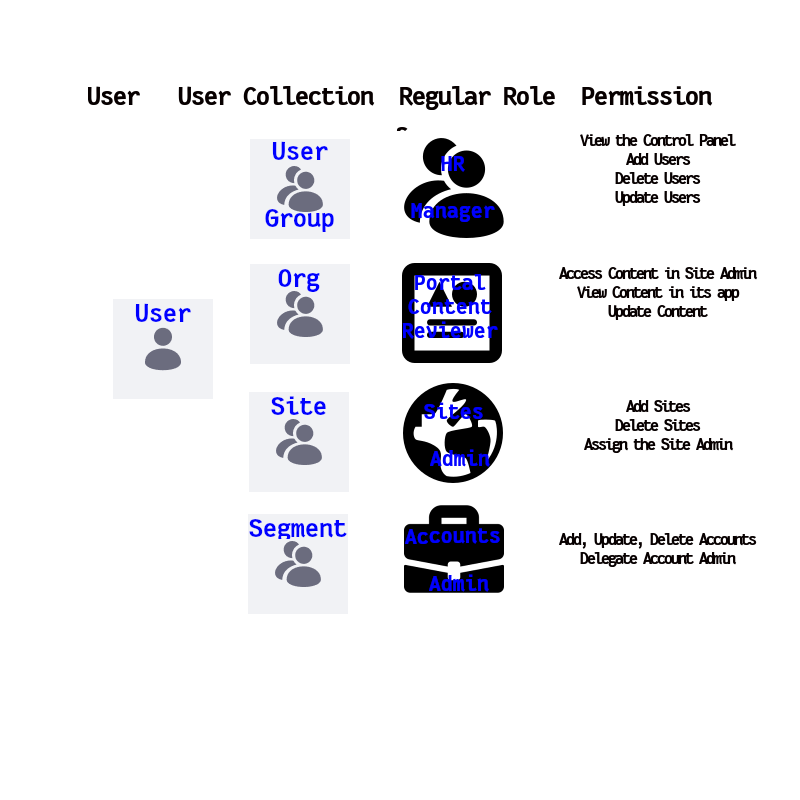 User User Collection Regular Role Permission
User
Group
HR
Manager
View the Control Panel
Add Users
Delete Users
Update Users
Org
Portal
Content
Reviewer
Access Content in Site Admin
View Content in its app
Update Content
User
Site
Sites
Admin
Add Sites
Delete Sites
Assign the Site Admin
Segment
Accounts
Admin
Add, Update, Delete Accounts
Delegate Account Admin